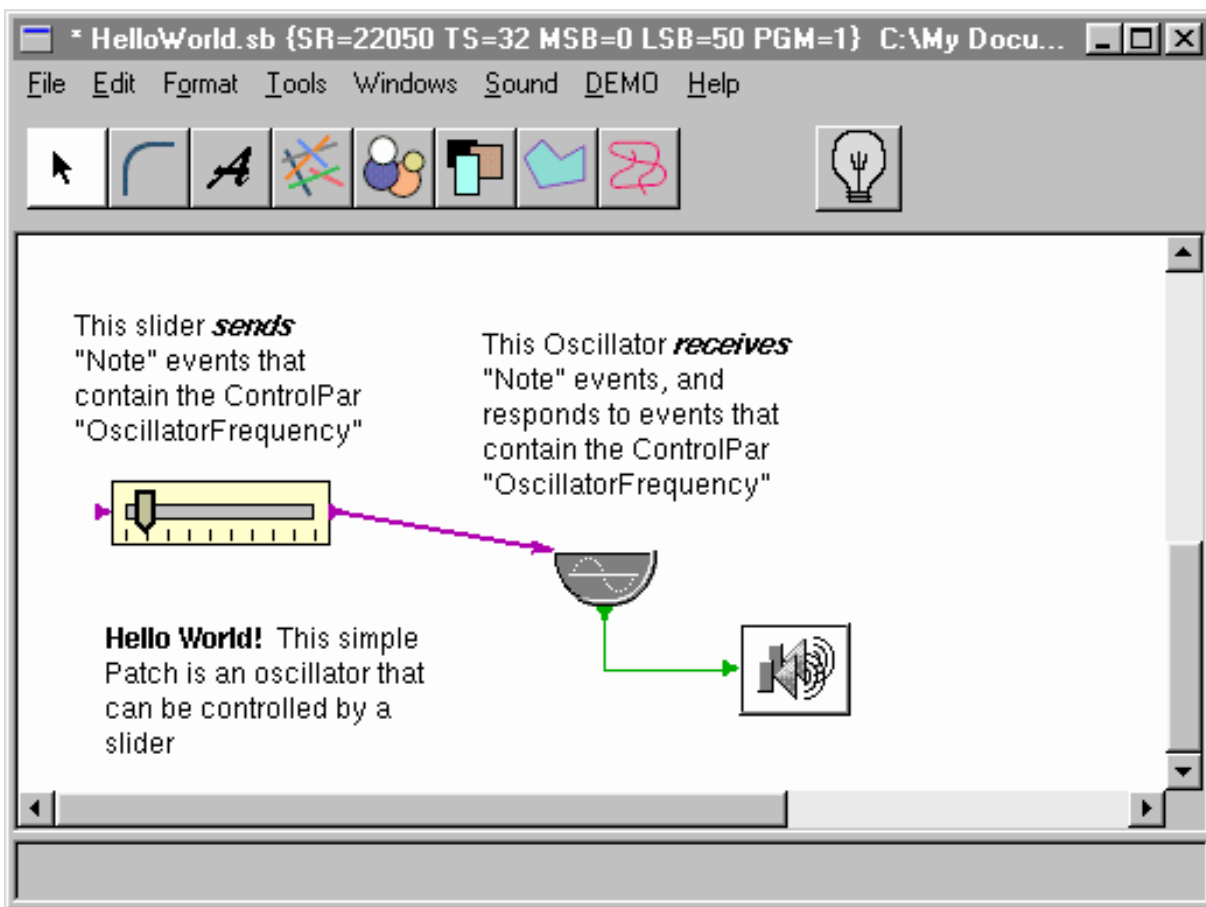 * HelloWorld.sb {SR=22050 TS=32 MSB=0 LSB=50 PGM=1} C:\My Docu...
File Edit Format Tools Windows Sound DEMO Help
A
This slider sends
"Note" events that
contain the ControlPar
"OscillatorFrequency"
This Oscillator receives
"Note" events, and
responds to events that
contain the ControlPar
"OscillatorFrequency"
Hello World! This simple
Patch is an oscillator that
can be controlled by a
slider